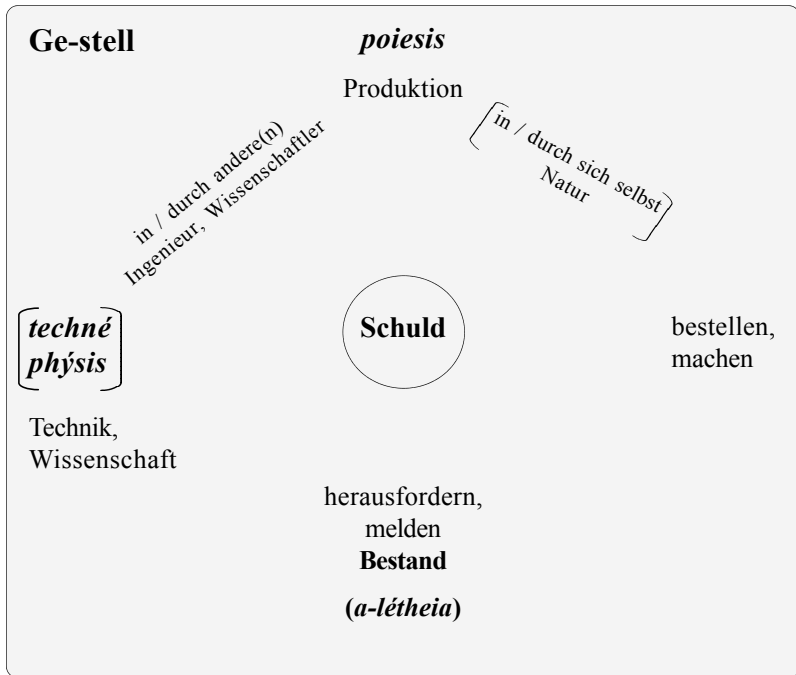 Ge-stell
poiesis
Produktion
in / durch andere(n)
Ingenieur, Wissenschaftler
in / durch sich selbst
Natur
techné
phýsis
Schuld
bestellen,
machen
Technik,
Wissenschaft
herausfordern,
melden
Bestand
(a-létheia)